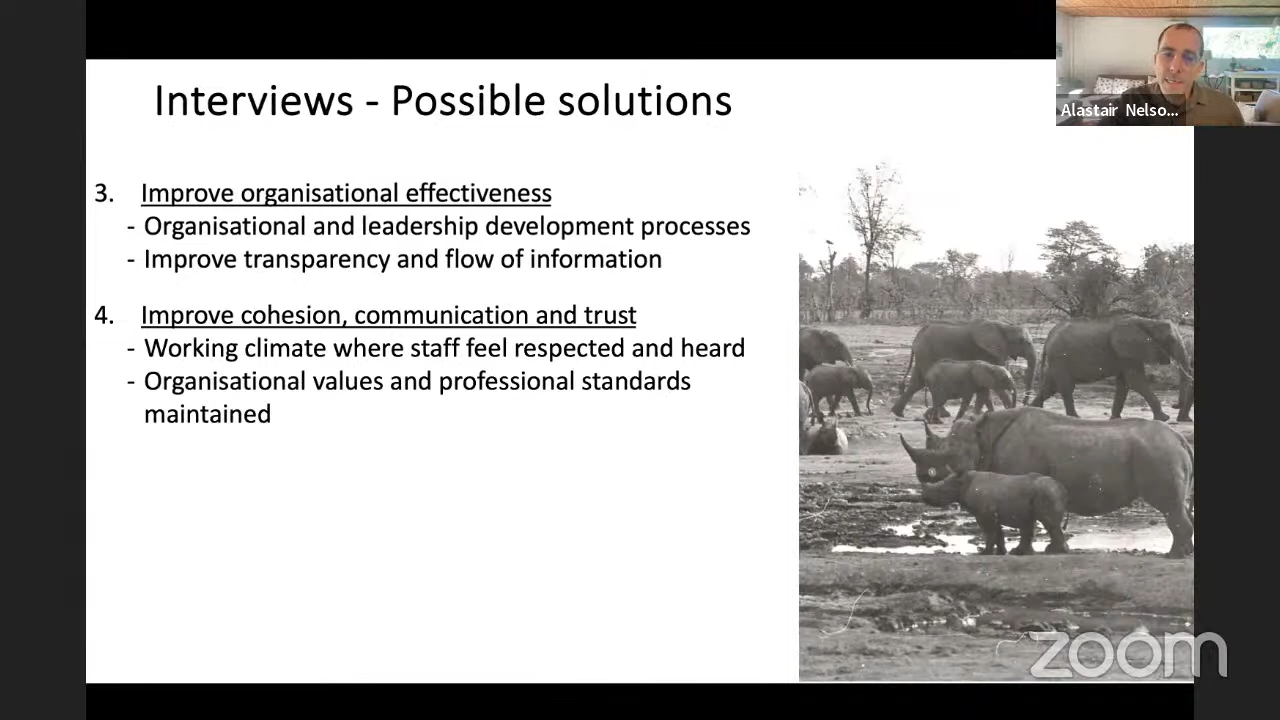 Interviews - Possible solutions
Alastair Nelso...
3. Improve organisational effectiveness
- Organisational and leadership development processes
- Improve transparency and flow of information
4. Improve cohesion, communication and trust
- Working climate where staff feel respected and heard
- Organisational values and professional standards
maintained
zoom